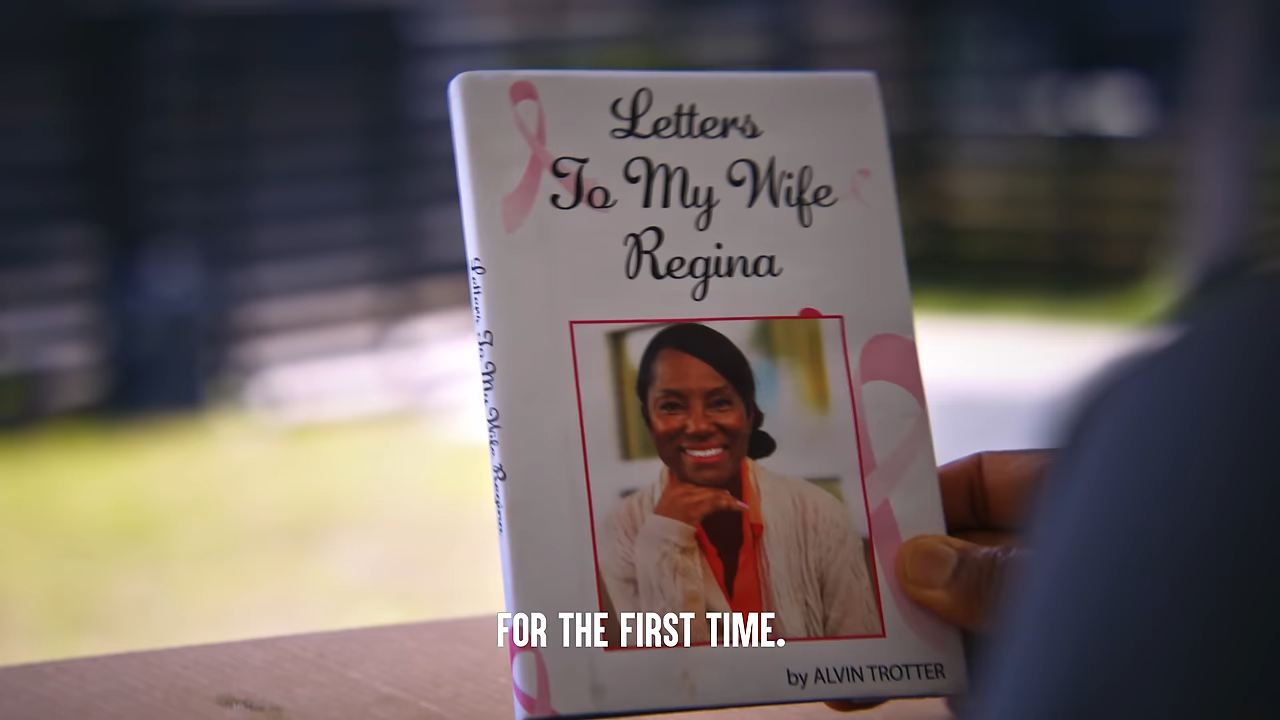 Letters
To My Wife
Regina
Letters To My Wife Regina
by ALVIN TROTTER
FOR THE FIRST TIME.